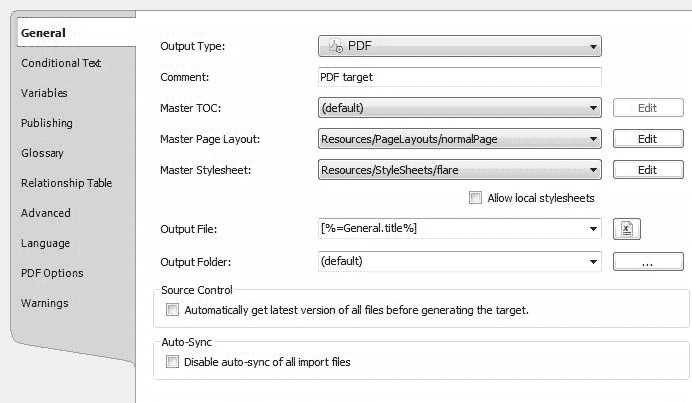 General
Conditional Text
Variables
Publishing
Glossary
Relationship Table
Advanced
Language
PDF Options
Warnings
Output Type: PDF
Comment: PDF target
Master TOC: (default) Edit
Master Page Layout: Resources/PageLayouts/normalPage Edit
Master Stylesheet: Resources/StyleSheets/flare Edit
Allow local stylesheets
Output File: [%=General.title%]
Output Folder: (default) ...
Source Control
Automatically get latest version of all files before generating the target.
Auto-Sync
Disable auto-sync of all import files